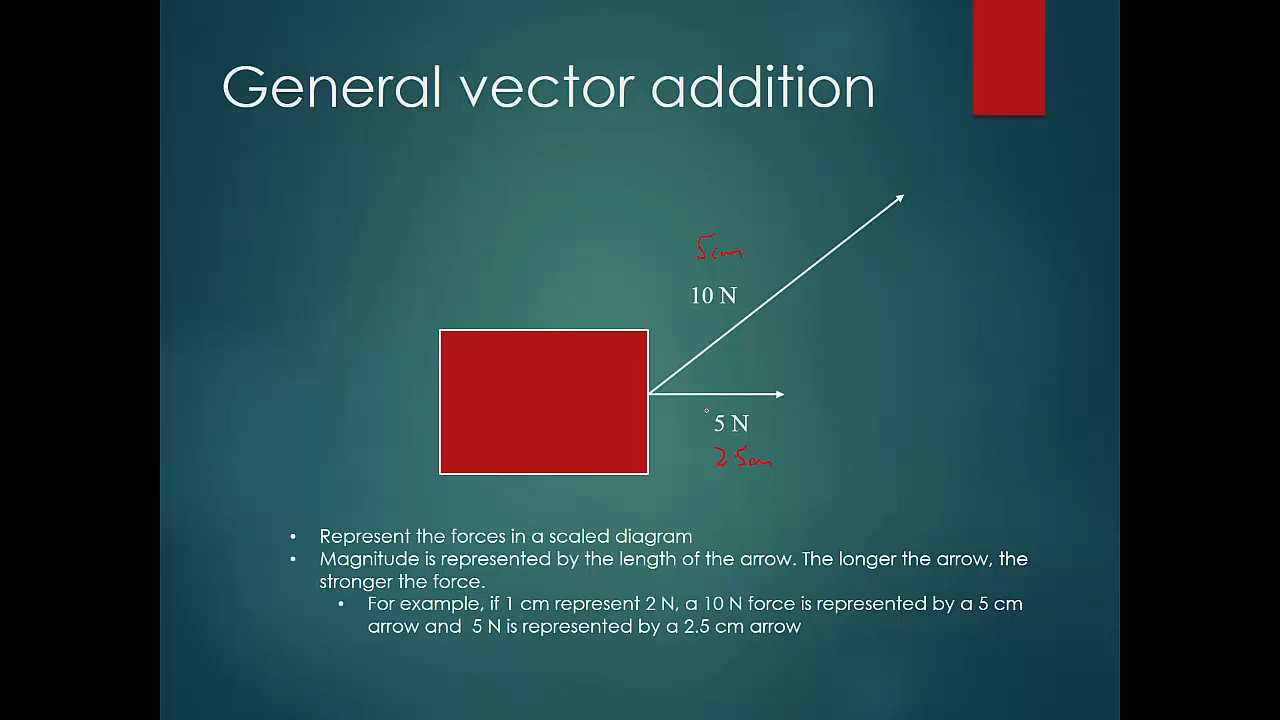 General vector addition
5cm
10 N
5 N
2.5cm
• Represent the forces in a scaled diagram
• Magnitude is represented by the length of the arrow. The longer the arrow, the
stronger the force.
• For example, if 1 cm represent 2 N, a 10 N force is represented by a 5 cm
arrow and 5 N is represented by a 2.5 cm arrow